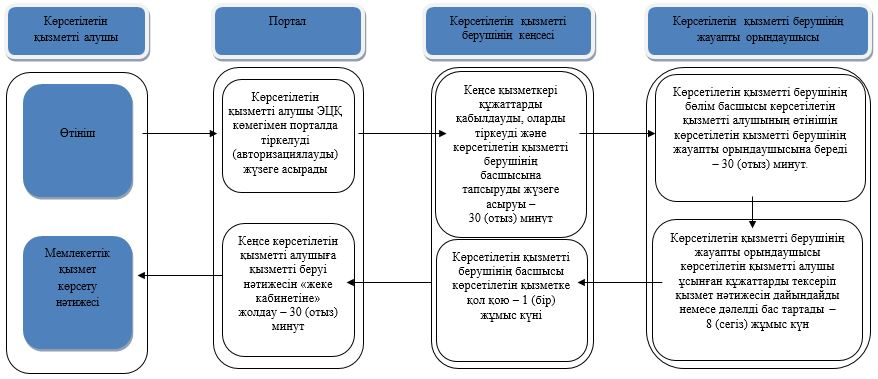 Көрсетілетін
қызметті алушы
Портал
Көрсетілетін қызметті
берушінің кеңсесі
Көрсетілетін қызметті берушінің
жауапты орындаушысы
Өтініш
Көрсетілетін
қызметті алушы ЭЦҚ
көмегімен порталда
тіркелуді
(авторизациялауды)
жүзеге асырады
Кеңсе қызметкері
құжаттарды
қабылдауды, оларды
тіркеуді және
көрсетілетін қызметті
берушінің
басшысына
тапсыруды жүзеге
асыруы –
30 (отыз) минут
Көрсетілетін қызметті берушінің
бөлім басшысы көрсетілетін
қызметті алушының өтінішін
көрсетілетін қызметті берушінің
жауапты орындаушысына береді
– 30 (отыз) минут.
Мемлекеттік
қызмет
көрсету
нәтижесі
Кеңсе көрсетілетін
қызметті алушыға
қызметті беруі
нәтижесін «жеке
кабинетіне»
жолдау – 30 (отыз)
минут
Көрсетілетін қызметті
берушінің басшысы
көрсетілетін қызметке
қол қою – 1 (бір)
жұмыс күні
Көрсетілетін қызметті берушінің
жауапты орындаушысы
көрсетілетін қызметті алушы
ұсынған құжаттарды тексеріп
қызмет нәтижесін дайындайды
немесе дәлелді бас тартады –
8 (сегіз) жұмыс күн